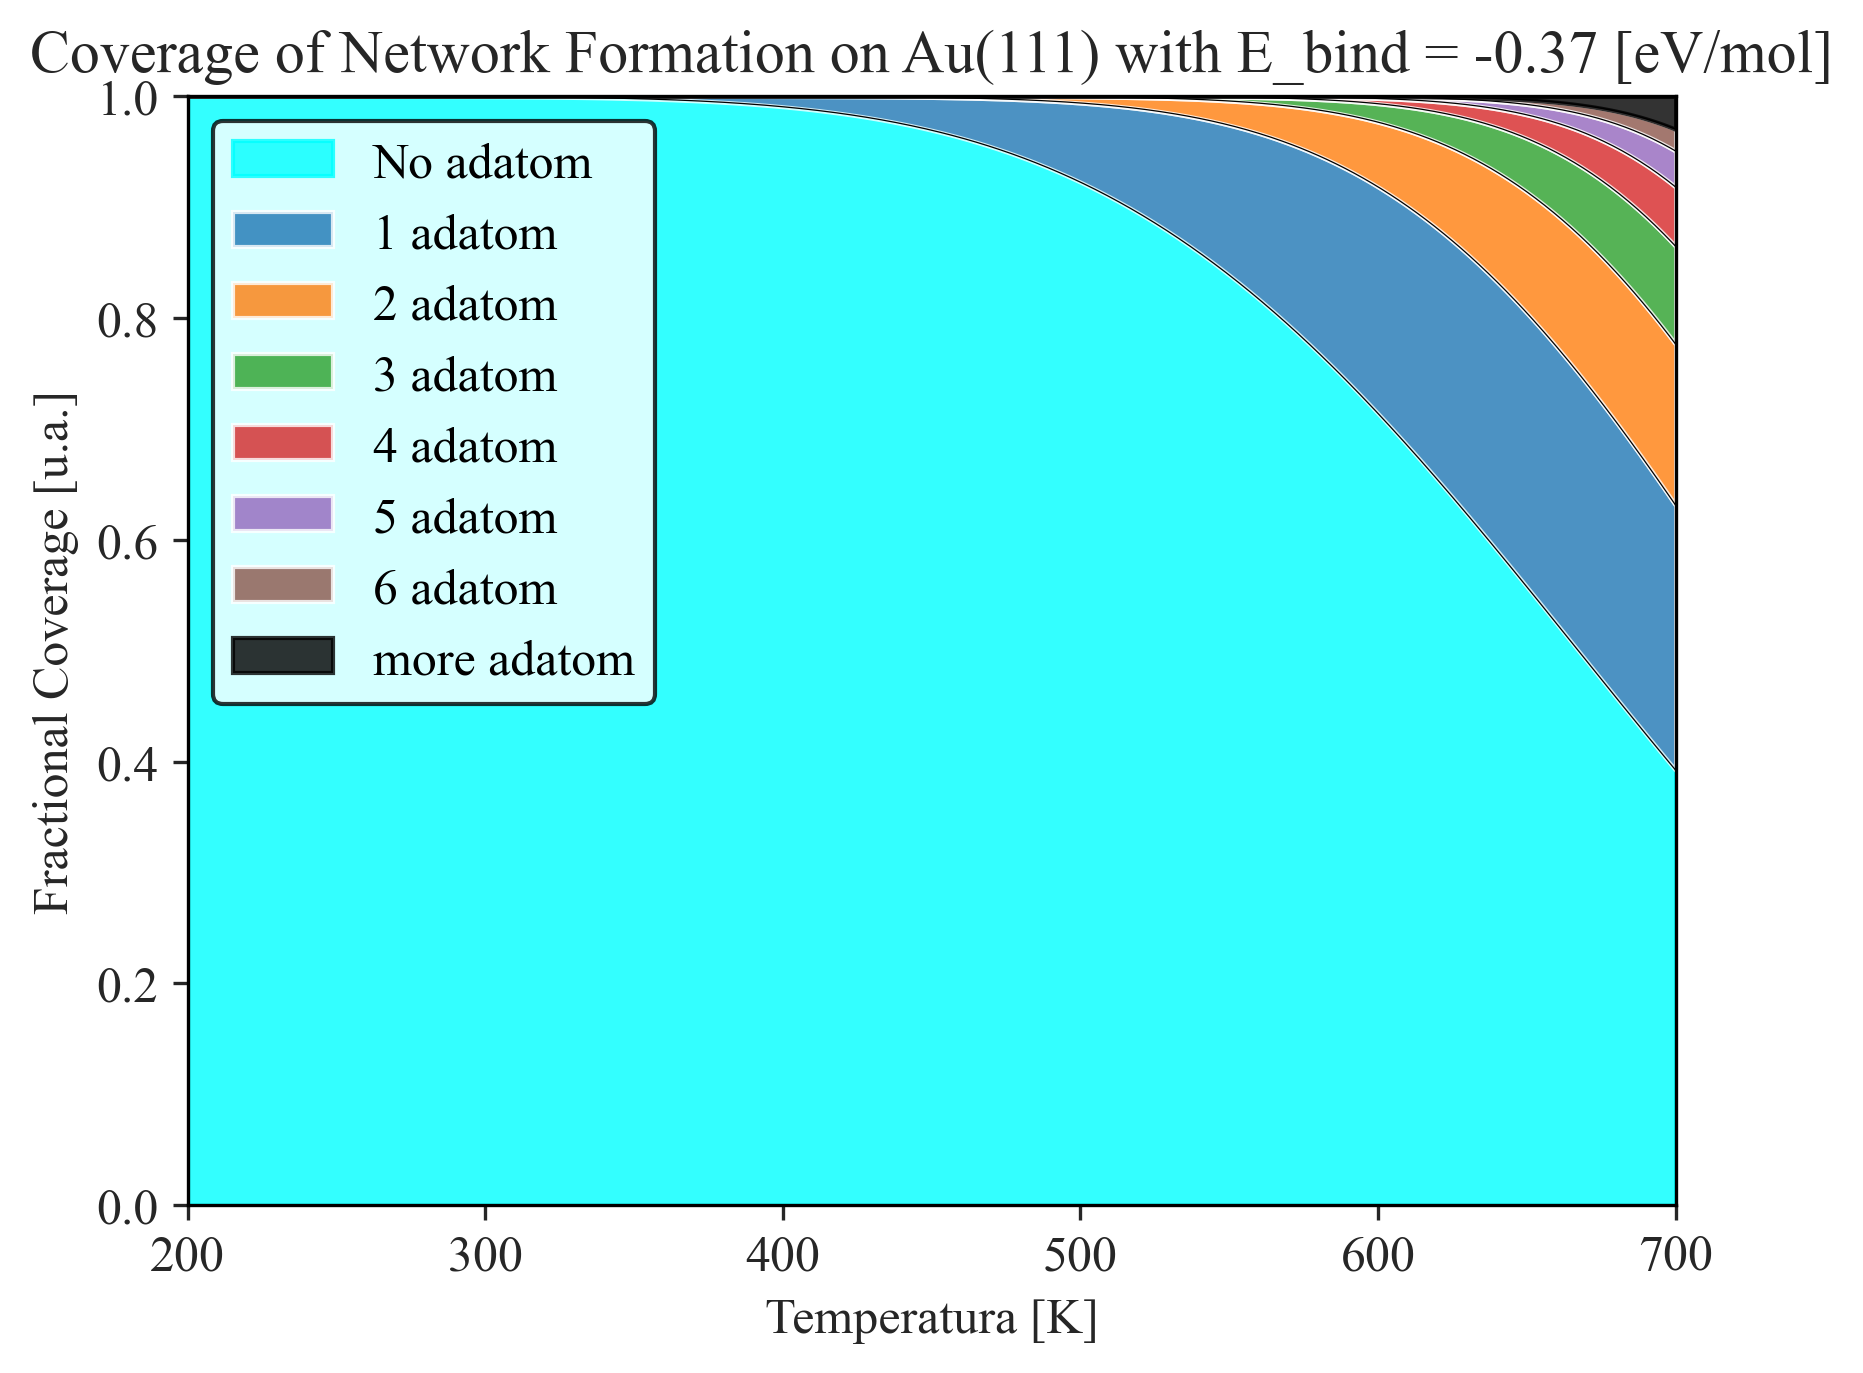 Coverage of Network Formation on Au(111) with E_bind = -0.37 [eV/mol]
1.0
0.8
0.6
0.4
0.2
0.0
Fractional Coverage [u.a.]
No adatom
1 adatom
2 adatom
3 adatom
4 adatom
5 adatom
6 adatom
more adatom
200 300 400 500 600 700
Temperatura [K]